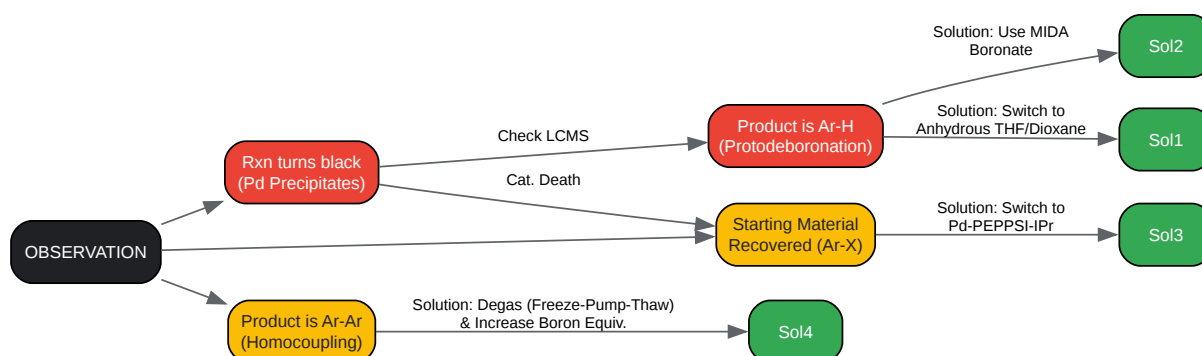 Solution: Use MIDA
Boronate
Sol2
Rxn turns black
(Pd Precipitates)
Check LCMS
Product is Ar-H
(Protodeboronation)
Solution: Switch to
Anhydrous THF/Dioxane
Sol1
Cat. Death
OBSERVATION
Starting Material
Recovered (Ar-X)
Solution: Switch to
Pd-PEPPSI-IPr
Sol3
Product is Ar-Ar
(Homocoupling)
Solution: Degas (Freeze-Pump-Thaw)
& Increase Boron Equiv.
Sol4